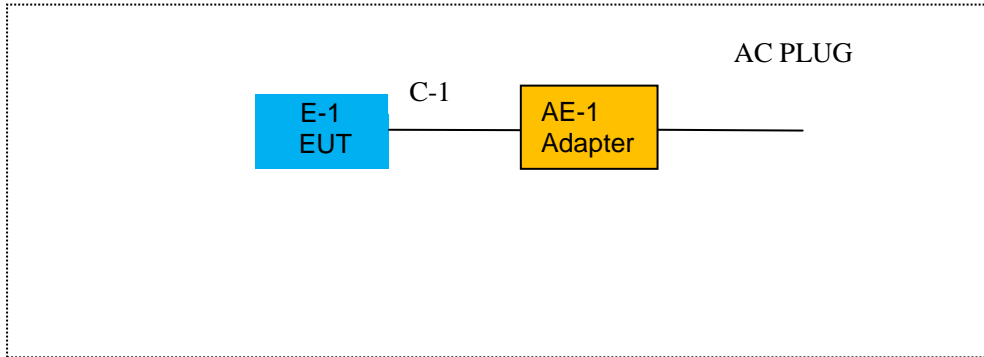 AC PLUG
C-1
E-1
EUT
AE-1
Adapter